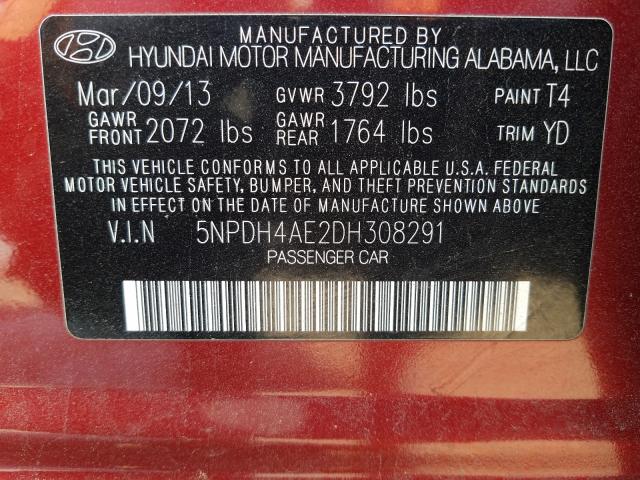 MANUFACTURED BY
HYUNDAI MOTOR MANUFACTURING ALABAMA, LLC
Mar/09/13 GVWR 3792 lbs PAINT T4
GAWR FRONT 2072 lbs GAWR REAR 1764 lbs TRIM YD
THIS VEHICLE CONFORMS TO ALL APPLICABLE U.S.A. FEDERAL
MOTOR VEHICLE SAFETY, BUMPER, AND THEFT PREVENTION STANDARDS
IN EFFECT ON THE DATE OF MANUFACTURE SHOWN ABOVE.
V.I.N 5NPDH4AE2DH308291
PASSENGER CAR